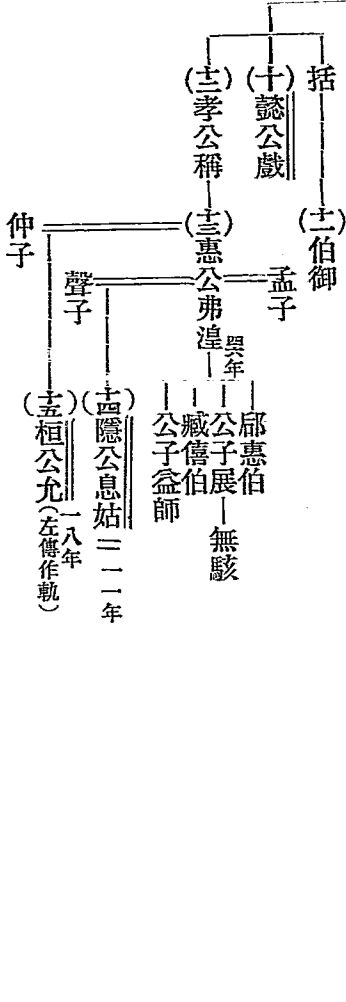 括
(十一)伯御
(十)懿公戲
(十二)孝公稱
孟子
(十三)惠公弗湟
四六年
聲子
仲子
郈惠伯
公子展
無駭
臧僖伯
公子益師
(十四)隱公息姑
一一年
(十五)桓公允(左傳作軌)
一八年